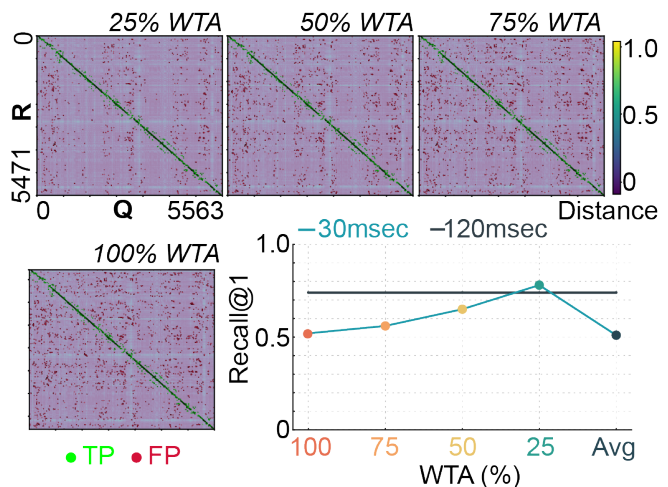 25% WTA
50% WTA
75% WTA
0
R
5471
0
Q
5563
1.0
0.5
0
Distance
100% WTA
TP
FP
30msec
120msec
1.0
0.5
0
Recall@1
100
75
50
25
Avg
WTA (%)